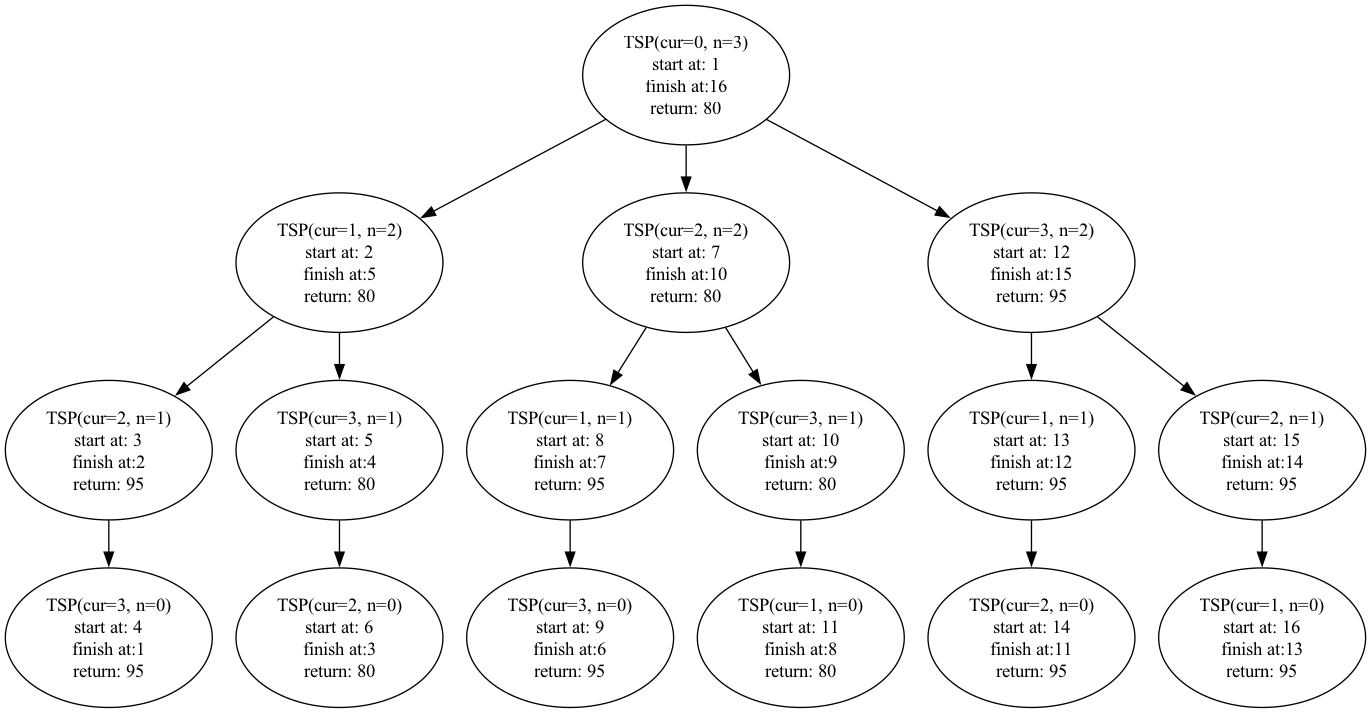 TSP(cur=0, n=3)
start at: 1
finish at:16
return: 80
TSP(cur=1, n=2)
start at: 2
finish at:5
return: 80
TSP(cur=2, n=2)
start at: 7
finish at:10
return: 80
TSP(cur=3, n=2)
start at: 12
finish at:15
return: 95
TSP(cur=2, n=1)
start at: 3
finish at:2
return: 95
TSP(cur=3, n=1)
start at: 5
finish at:4
return: 80
TSP(cur=1, n=1)
start at: 8
finish at:7
return: 95
TSP(cur=3, n=1)
start at: 10
finish at:9
return: 80
TSP(cur=1, n=1)
start at: 13
finish at:12
return: 95
TSP(cur=2, n=1)
start at: 15
finish at:14
return: 95
TSP(cur=3, n=0)
start at: 4
finish at:1
return: 95
TSP(cur=2, n=0)
start at: 6
finish at:3
return: 80
TSP(cur=3, n=0)
start at: 9
finish at:6
return: 95
TSP(cur=1, n=0)
start at: 11
finish at:8
return: 80
TSP(cur=2, n=0)
start at: 14
finish at:11
return: 95
TSP(cur=1, n=0)
start at: 16
finish at:13
return: 95